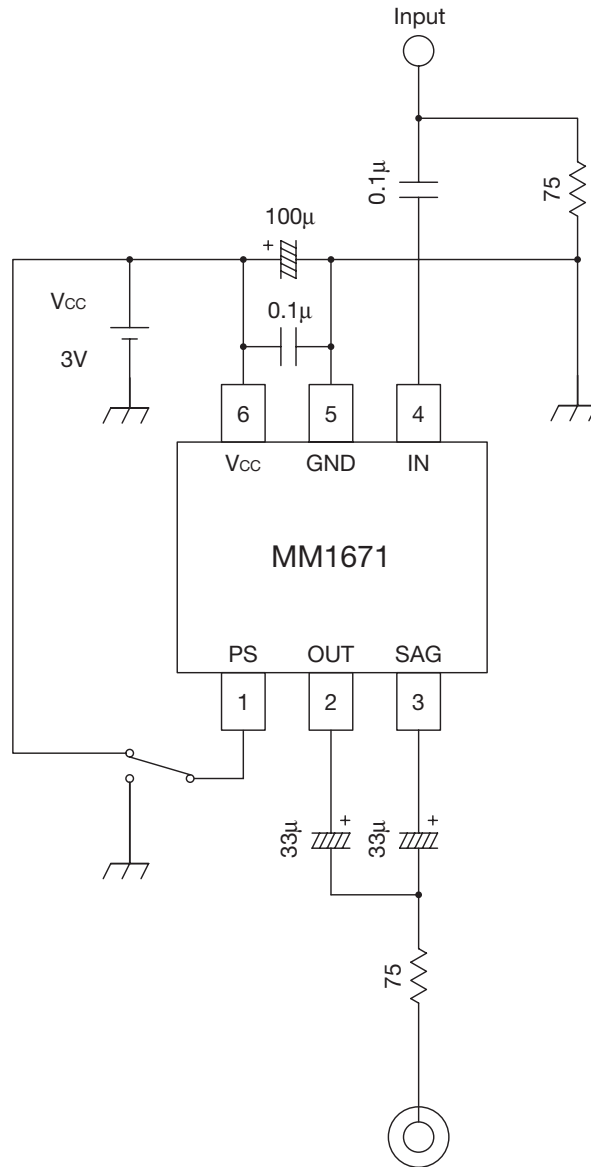 Input
0.1µ
75
100µ
+
VCC
0.1µ
3V
6
5
4
VCC
GND
IN
MM1671
PS
OUT
SAG
1
2
3
33µ
+
33µ
+
75